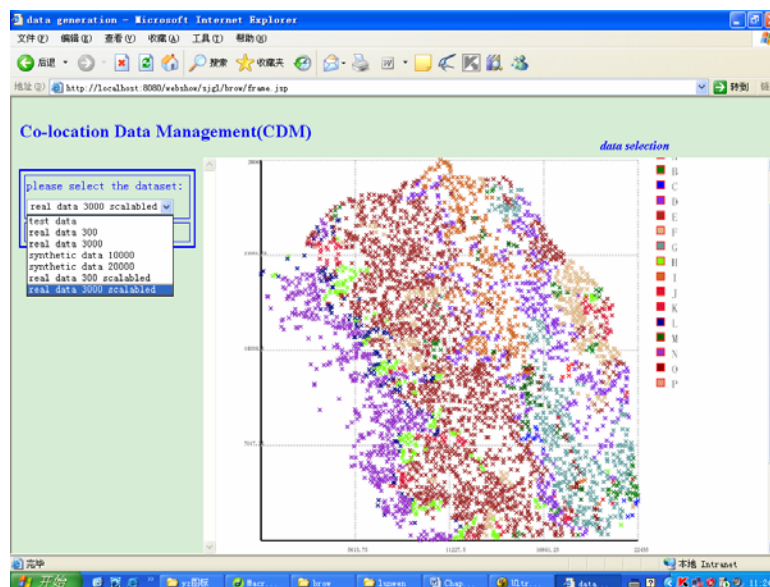 data generation - Microsoft Internet Explorer
文件(F) 编辑(E) 查看(V) 收藏(A) 工具(T) 帮助(H)
后退 搜索 收藏夹
地址(D) http://localhost:8080/webshow/sjgl/brow/frame.jsp 转到
Co-location Data Management(CDM)
data selection
please select the dataset:
real data 3000 scalabled
test data
real data 300
real data 3000
synthetic data 10000
synthetic data 20000
real data 300 scalabled
real data 3000 scalabled
B
C
D
E
F
G
H
I
J
K
L
M
N
O
P
11227.5
完毕 本地 Intranet
开始 brow lunwen Chap... Ultr... data...